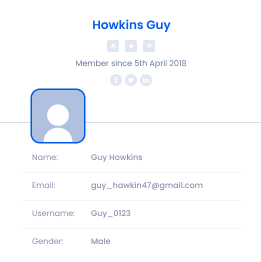 Howkins Guy
Member since 5th April 2018
Name: Guy Howkins
Email: guy_hawkin47@gmail.com
Username: Guy_0123
Gender: Male